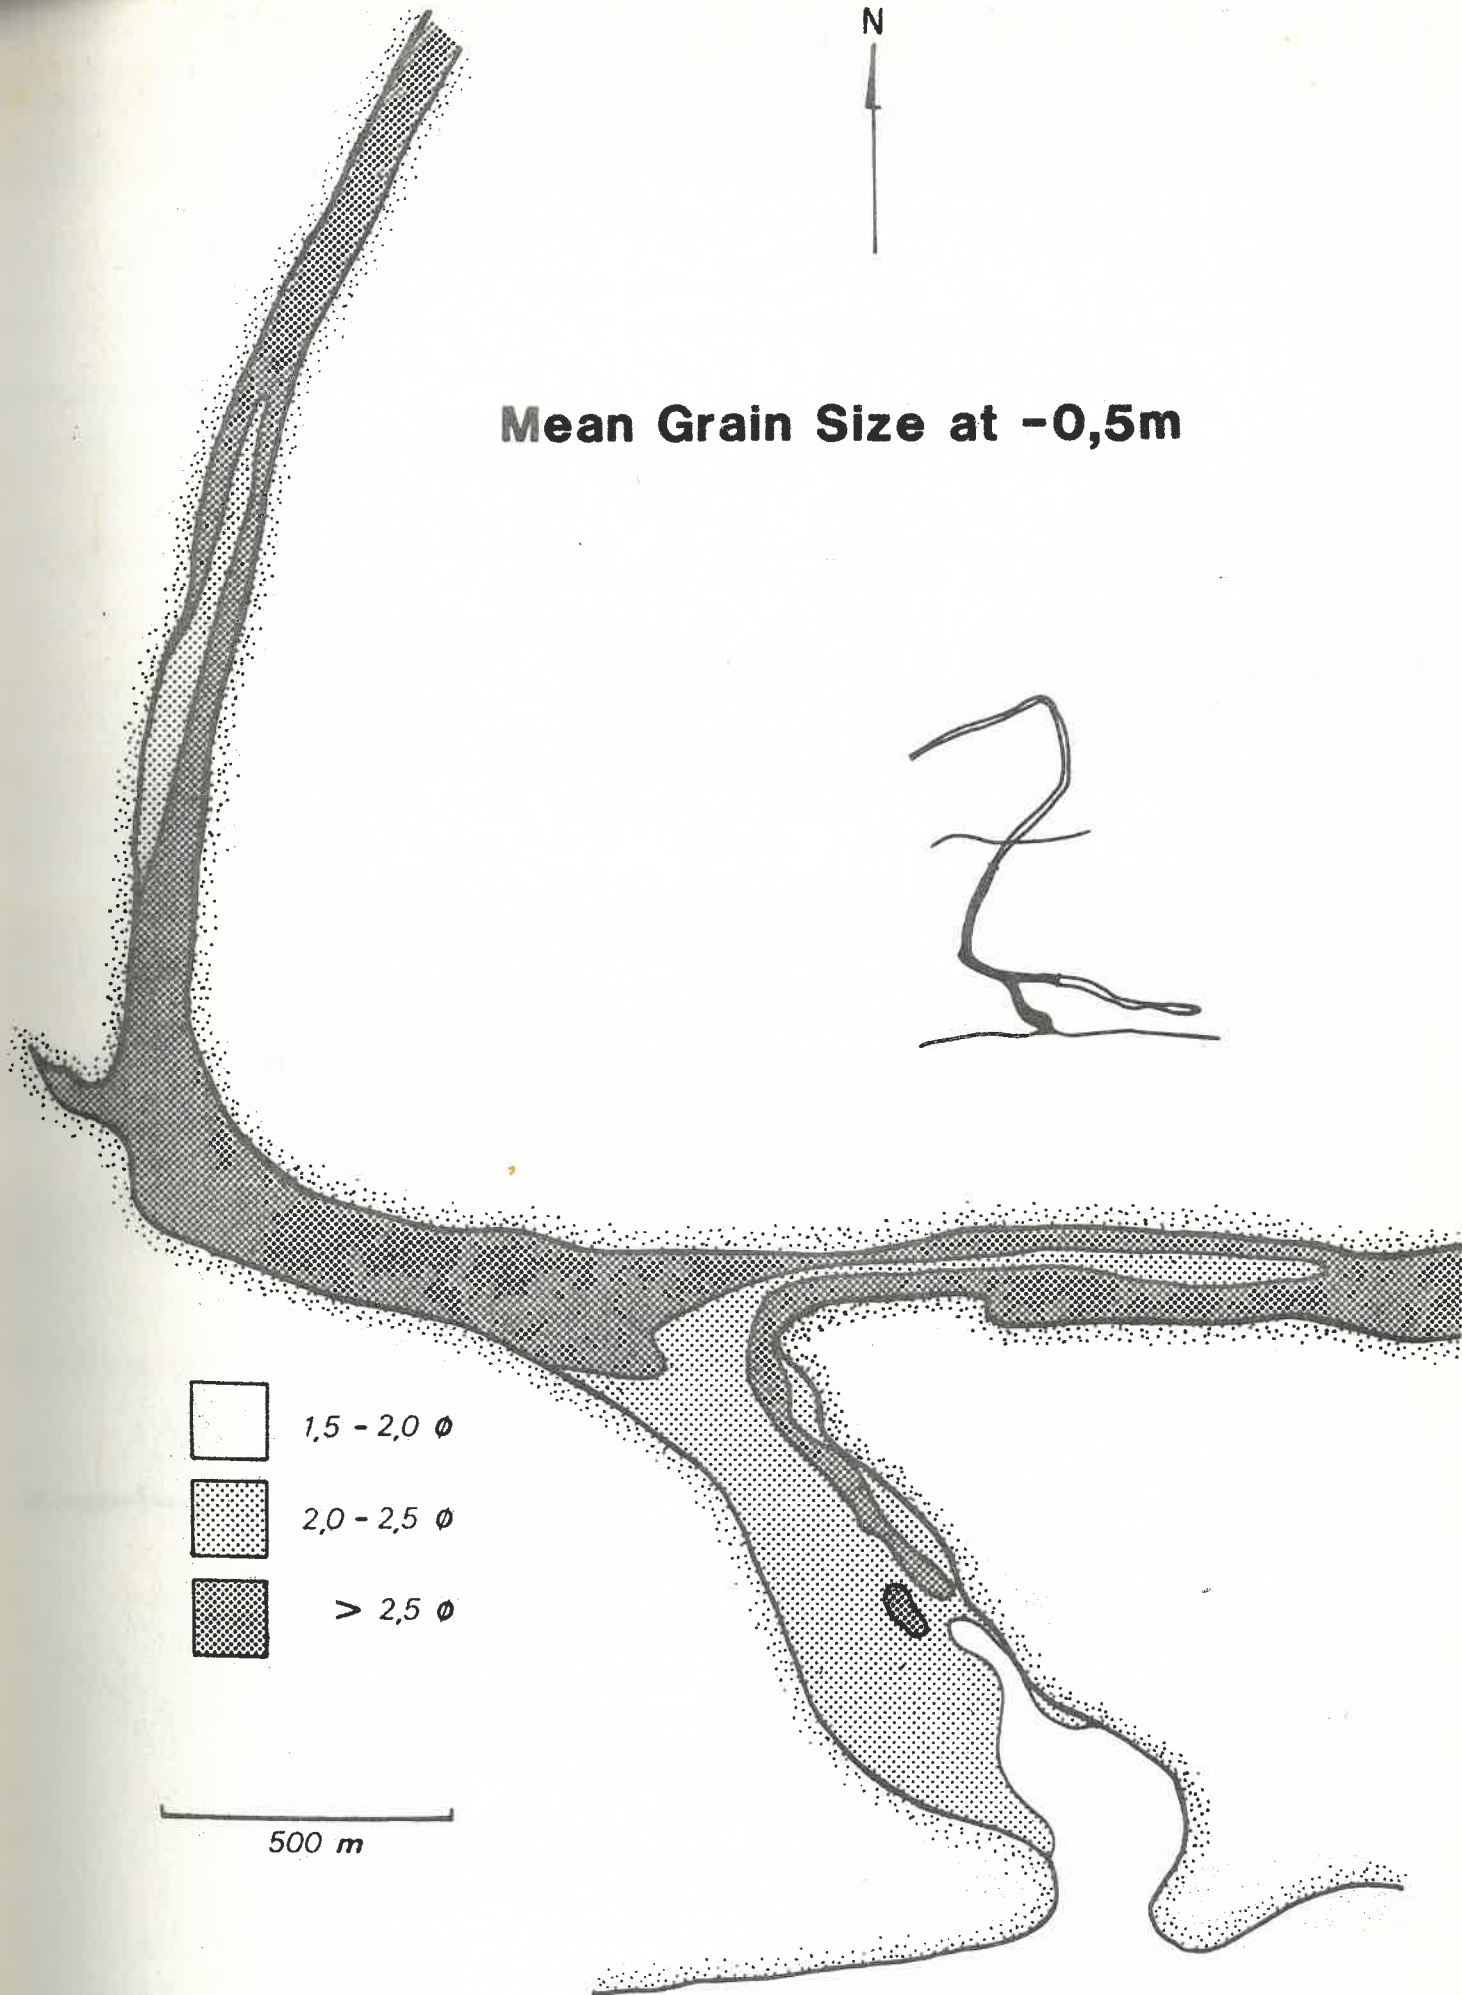 N
Mean Grain Size at -0,5m
1,5 - 2,0 ø
2,0 - 2,5 ø
> 2,5 ø
500 m